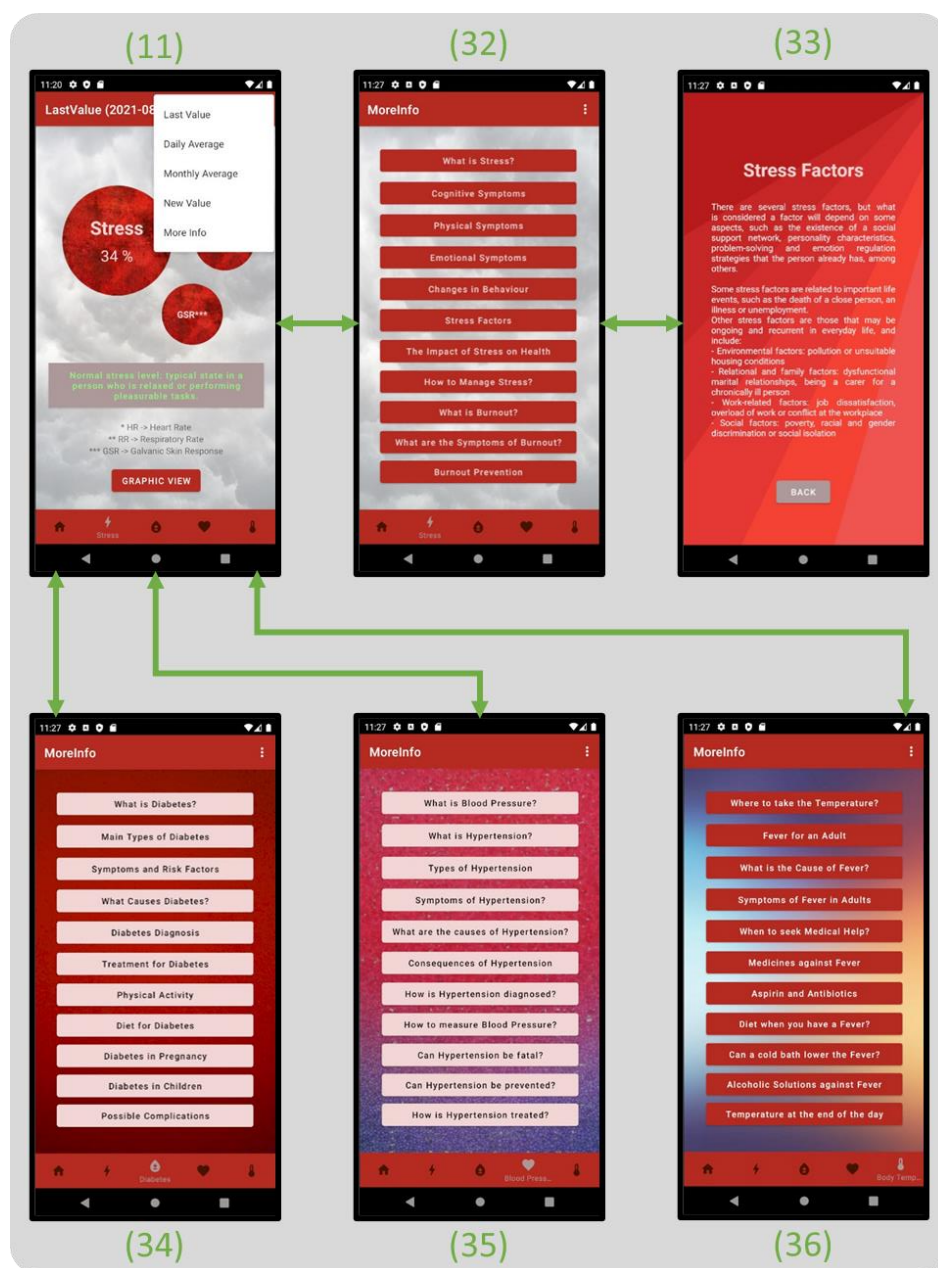 (11)
(32)
(33)
11:20
LastValue (2021-08
Last Value
Daily Average
Monthly Average
New Value
More Info
Stress
34 %
GSR***
Normal stress level: typical state in a
person who is relaxed or performing
pleasurable tasks.
* HR -> Heart Rate
** RR -> Respiratory Rate
*** GSR -> Galvanic Skin Response
GRAPHIC VIEW
Stress
11:27
MoreInfo
What is Stress?
Cognitive Symptoms
Physical Symptoms
Emotional Symptoms
Changes in Behaviour
Stress Factors
The Impact of Stress on Health
How to Manage Stress?
What is Burnout?
What are the Symptoms of Burnout?
Burnout Prevention
Stress
11:27
Stress Factors
There are several stress factors, but what
is considered a factor will depend on some
aspects, such as the existence of a social
support network, personality characteristics,
problem-solving and emotion regulation
strategies that the person already has, among
others.
Some stress factors are related to important life
events, such as the death of a close person, an
illness or unemployment.
Other stress factors are those that may be
ongoing and recurrent in everyday life, and
include:
- Environmental factors: pollution or unsuitable
housing conditions
- Relational and family factors: dysfunctional
marital relationships, being a carer for a
chronically ill person
- Work-related factors: job dissatisfaction,
overload of work or conflict at the workplace
- Social factors: poverty, racial and gender
discrimination or social isolation
BACK
11:27
MoreInfo
What is Diabetes?
Main Types of Diabetes
Symptoms and Risk Factors
What Causes Diabetes?
Diabetes Diagnosis
Treatment for Diabetes
Physical Activity
Diet for Diabetes
Diabetes in Pregnancy
Diabetes in Children
Possible Complications
Diabetes
11:27
MoreInfo
What is Blood Pressure?
What is Hypertension?
Types of Hypertension
Symptoms of Hypertension?
What are the causes of Hypertension?
Consequences of Hypertension
How is Hypertension diagnosed?
How to measure Blood Pressure?
Can Hypertension be fatal?
Can Hypertension be prevented?
How is Hypertension treated?
Blood Press...
11:27
MoreInfo
Where to take the Temperature?
Fever for an Adult
What is the Cause of Fever?
Symptoms of Fever in Adults
When to seek Medical Help?
Medicines against Fever
Aspirin and Antibiotics
Diet when you have a Fever?
Can a cold bath lower the Fever?
Alcoholic Solutions against Fever
Temperature at the end of the day
Body Temp...
(34)
(35)
(36)